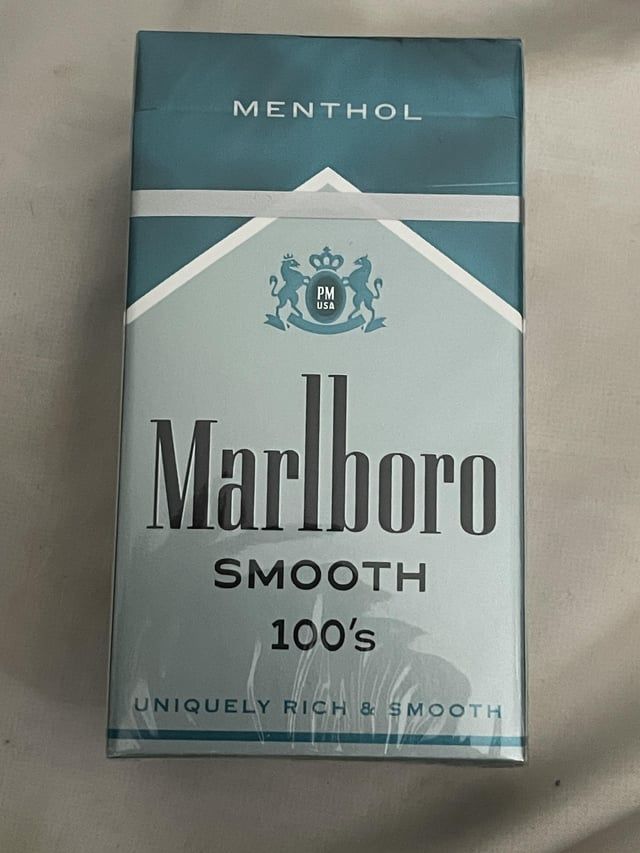 MENTHOL
PM
USA
Marlboro
SMOOTH
100's
UNIQUELY RICH & SMOOTH